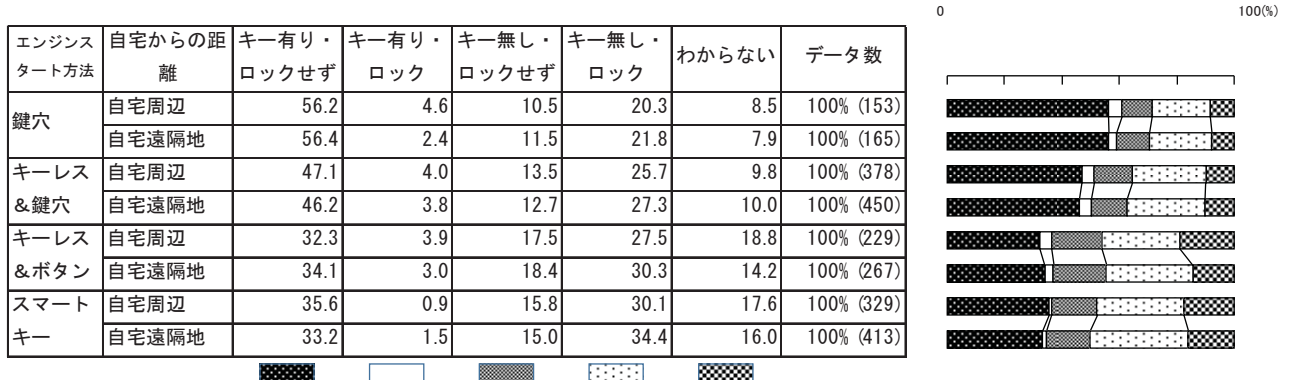 0 100(%)
エンジンスタート方法 自宅からの距離 キー有り・ロックせず キー有り・ロック キー無し・ロックせず キー無し・ロック わからない データ数
鍵穴 自宅周辺 56.2 4.6 10.5 20.3 8.5 100% (153)
自宅遠隔地 56.4 2.4 11.5 21.8 7.9 100% (165)
キーレス&鍵穴 自宅周辺 47.1 4.0 13.5 25.7 9.8 100% (378)
自宅遠隔地 46.2 3.8 12.7 27.3 10.0 100% (450)
キーレス&ボタン 自宅周辺 32.3 3.9 17.5 27.5 18.8 100% (229)
自宅遠隔地 34.1 3.0 18.4 30.3 14.2 100% (267)
スマートキー 自宅周辺 35.6 0.9 15.8 30.1 17.6 100% (329)
自宅遠隔地 33.2 1.5 15.0 34.4 16.0 100% (413)